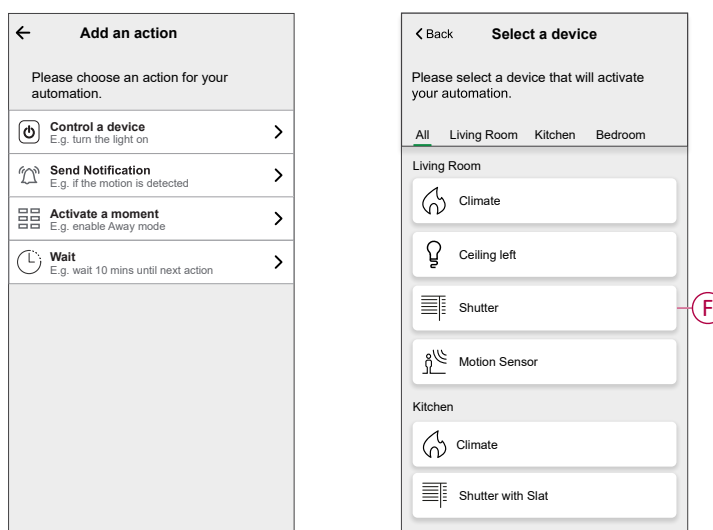 Add an action
Please choose an action for your
automation.
Control a device
E.g. turn the light on
Send Notification
E.g. if the motion is detected
Activate a moment
E.g. enable Away mode
Wait
E.g. wait 10 mins until next action
Back Select a device
Please select a device that will activate
your automation.
All Living Room Kitchen Bedroom
Living Room
Climate
Ceiling left
Shutter
F
Motion Sensor
Kitchen
Climate
Shutter with Slat